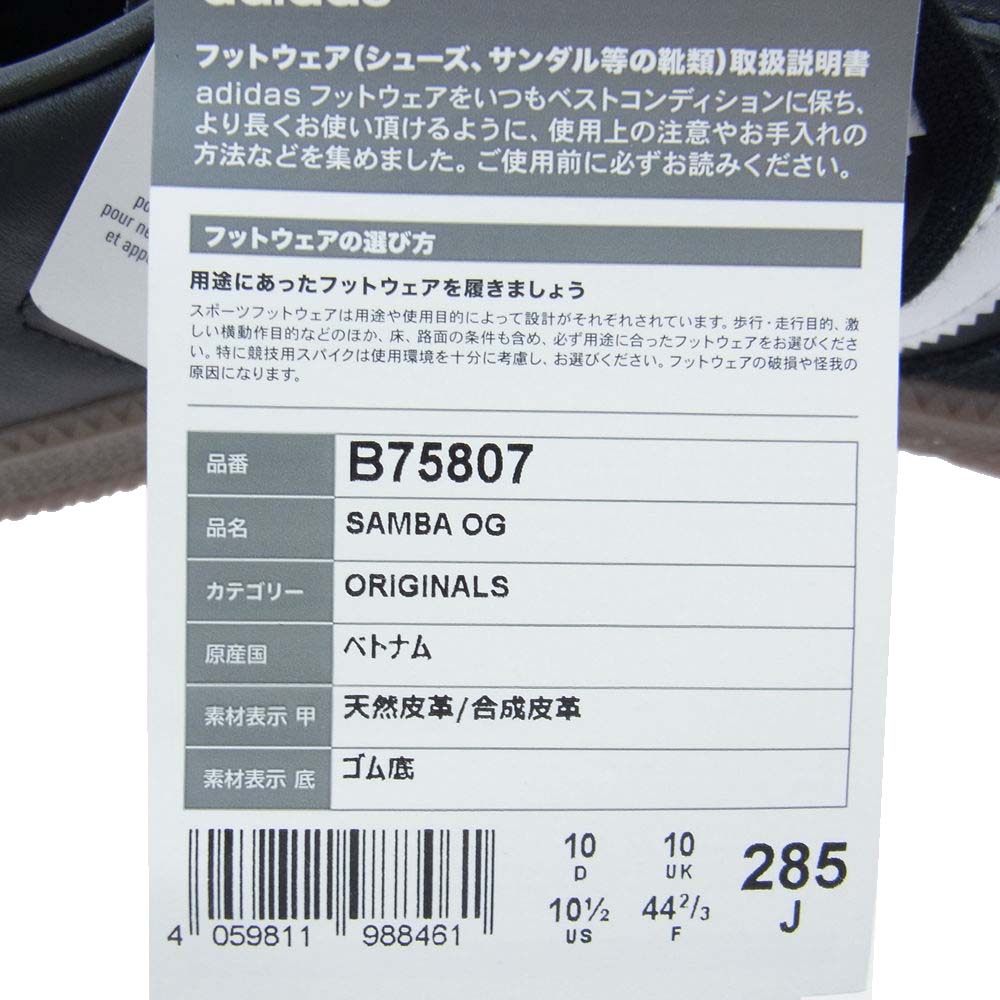 adidas
フットウェア(シューズ、サンダル等の靴類)取扱説明書
adidas フットウェアをいつもベストコンディションに保ち、
より長くお使い頂けるように、使用上の注意やお手入れの
方法などを集めました。ご使用前に必ずお読みください。
pour ne
et app
フットウェアの選び方
用途にあったフットウェアを履きましょう
スポーツフットウェアは用途や使用目的によって設計がそれぞれされています。歩行・走行目的、激
しい横動作目的などのほか、床、路面の条件も含め、必ず用途に合ったフットウェアをお選びくださ
い。特に競技用スパイクは使用環境を十分に考慮し、お選びください。フットウェアの破損や怪我の
原因になります。
品番 B75807
品名 SAMBA OG
カテゴリー ORIGINALS
原産国 ベトナム
素材表示 甲 天然皮革/合成皮革
素材表示 底 ゴム底
10 10 285
D UK J
10½ 44 2/3
US F
4 059811 988461